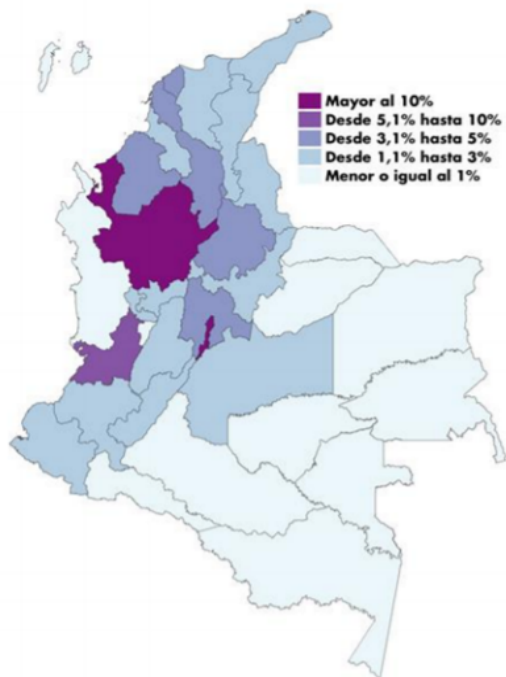 Mayor al 10%
Desde 5,1% hasta 10%
Desde 3,1% hasta 5%
Desde 1,1% hasta 3%
Menor o igual al 1%